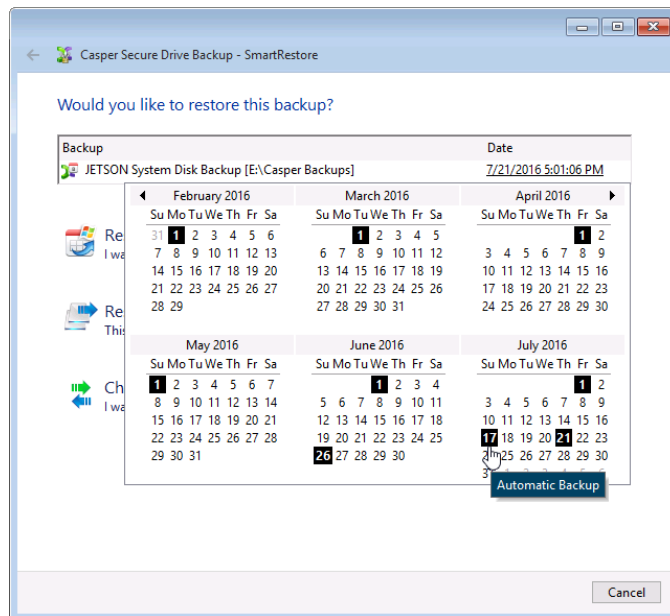 Casper Secure Drive Backup - SmartRestore
Would you like to restore this backup?
Backup Date
JETSON System Disk Backup [E:\Casper Backups] 7/21/2016 5:01:06 PM
February 2016 March 2016 April 2016
Su Mo Tu We Th Fr Sa Su Mo Tu We Th Fr Sa Su Mo Tu We Th Fr Sa
31 1 2 3 4 5 6 1 2 3 4 5 1 2
7 8 9 10 11 12 13 6 7 8 9 10 11 12 3 4 5 6 7 8 9
14 15 16 17 18 19 20 13 14 15 16 17 18 19 10 11 12 13 14 15 16
21 22 23 24 25 26 27 20 21 22 23 24 25 26 17 18 19 20 21 22 23
28 29 27 28 29 30 31 24 25 26 27 28 29 30
May 2016 June 2016 July 2016
Su Mo Tu We Th Fr Sa Su Mo Tu We Th Fr Sa Su Mo Tu We Th Fr Sa
1 2 3 4 5 6 7 1 2 3 4 1 2
8 9 10 11 12 13 14 5 6 7 8 9 10 11 3 4 5 6 7 8 9
15 16 17 18 19 20 21 12 13 14 15 16 17 18 10 11 12 13 14 15 16
22 23 24 25 26 27 28 19 20 21 22 23 24 25 17 18 19 20 21 22 23
29 30 31 26 27 28 29 30 25 26 27 28 29 30
Re
I wa
Re
This
Ch
I wa
Automatic Backup
Cancel